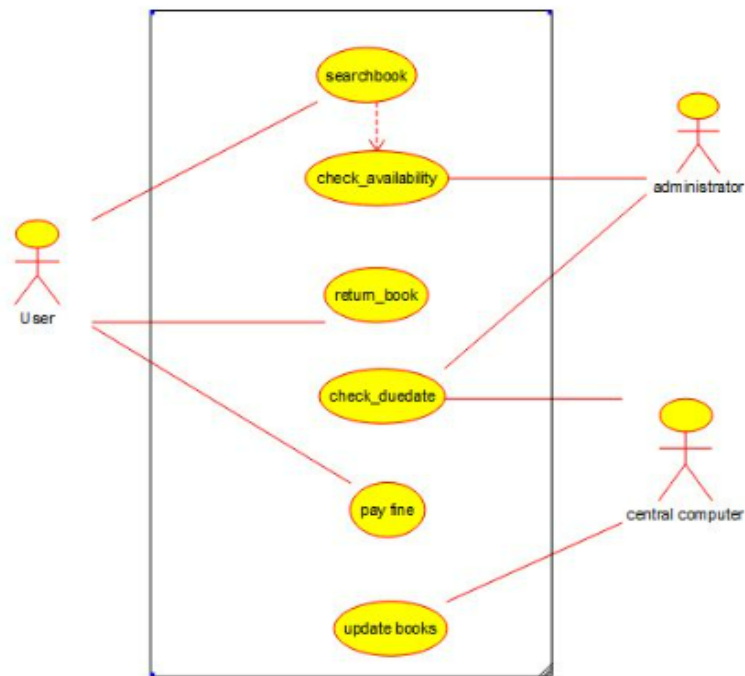 searchbook
check_availability
administrator
return_book
User
check_duedate
pay fine
central computer
update books